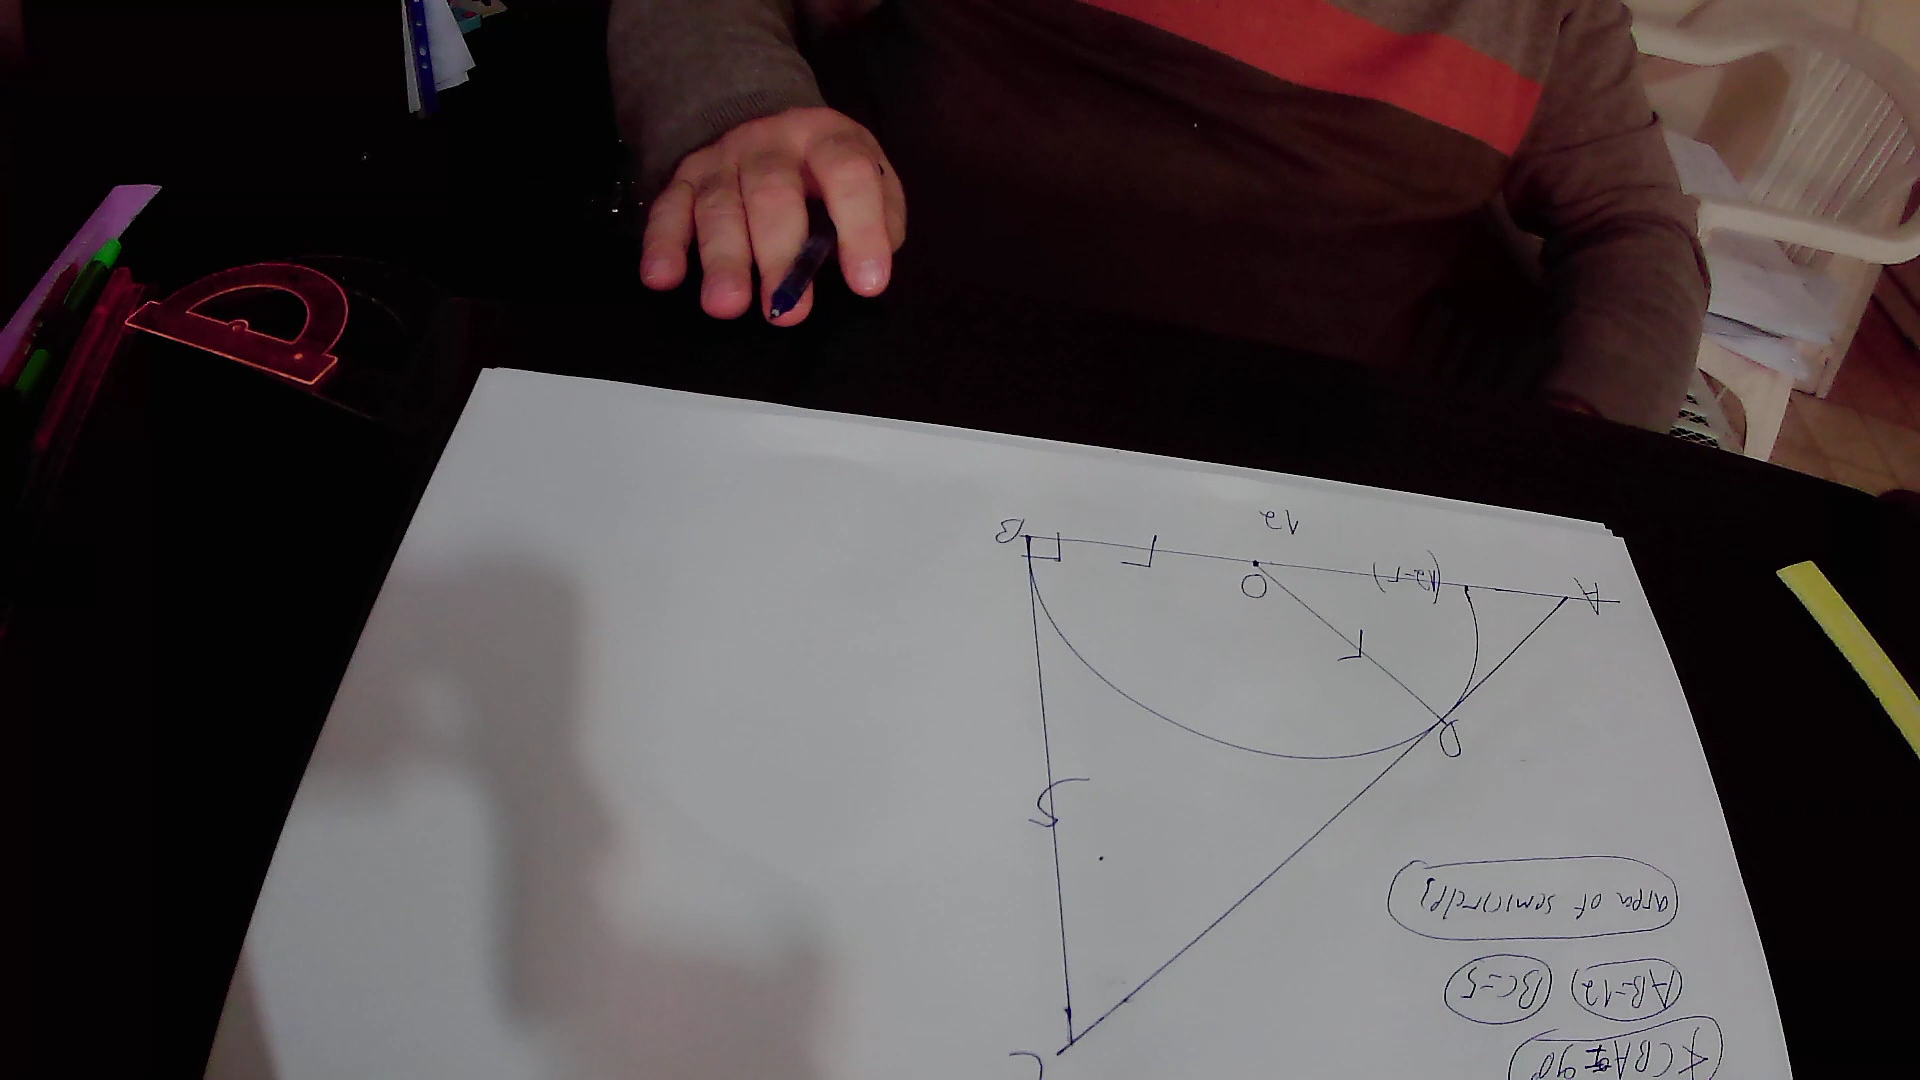 ∢CBA=90°
AB=12 BC=5
area of semicircle
C
D
5
A
(12-r)
r
O
r
B
12